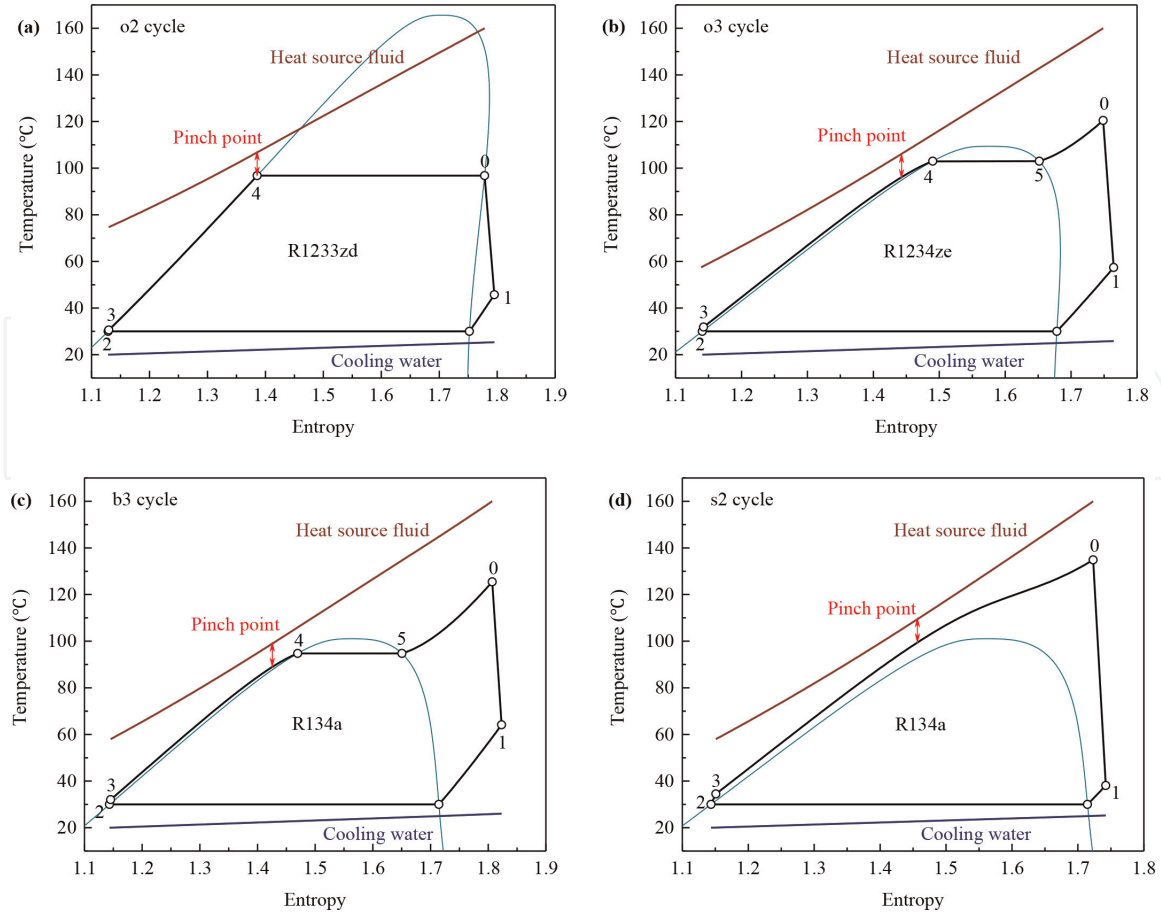 (a) o2 cycle
160
140
120
100
80
60
40
20
Temperature (℃)
Heat source fluid
Pinch point
0
4
R1233zd
3
2
1
Cooling water
1.1 1.2 1.3 1.4 1.5 1.6 1.7 1.8 1.9
Entropy
(b) o3 cycle
160
140
120
100
80
60
40
20
Temperature (℃)
Heat source fluid
Pinch point
0
4
5
R1234ze
3
2
1
Cooling water
1.1 1.2 1.3 1.4 1.5 1.6 1.7 1.8
Entropy
(c) b3 cycle
160
140
120
100
80
60
40
20
Temperature (℃)
Heat source fluid
Pinch point
0
4
5
R134a
3
2
1
Cooling water
1.1 1.2 1.3 1.4 1.5 1.6 1.7 1.8 1.9
Entropy
(d) s2 cycle
160
140
120
100
80
60
40
20
Temperature (℃)
Heat source fluid
Pinch point
0
R134a
3
2
1
Cooling water
1.1 1.2 1.3 1.4 1.5 1.6 1.7 1.8
Entropy